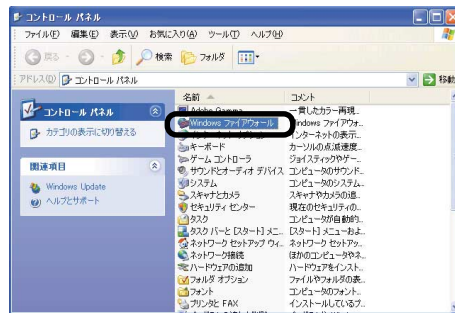 コントロール パネル
ファイル(F) 編集(E) 表示(V) お気に入り(A) ツール(T) ヘルプ(H)
戻る 検索 フォルダ
アドレス(D) コントロール パネル 移動
名前 コメント
コントロール パネル
カテゴリの表示に切り替える
関連項目
Windows Update
ヘルプとサポート
Adobe Gamma 一貫したカラー再現...
Windows ファイアウォール Windows ファイアウォ...
インターネットの表示...
キーボード カーソルの点滅速度...
ゲーム コントローラ ジョイスティックやゲー...
サウンドとオーディオ デバイス コンピュータのサウンド...
システム コンピュータのシステム...
スキャナとカメラ スキャナやカメラの追...
セキュリティ センター 現在のセキュリティの...
タスク コンピュータが自動的...
タスク バーと [スタート] メニ... [スタート] メニューおよ...
ネットワーク セットアップ ウィ... ネットワーク セットアッ...
ネットワーク接続 ほかのコンピュータやネ...
ハードウェアの追加 ハードウェアをインスト...
フォルダ オプション ファイルやフォルダの表...
フォント コンピュータのフォント...
プリンタと FAX インストールしているプ...